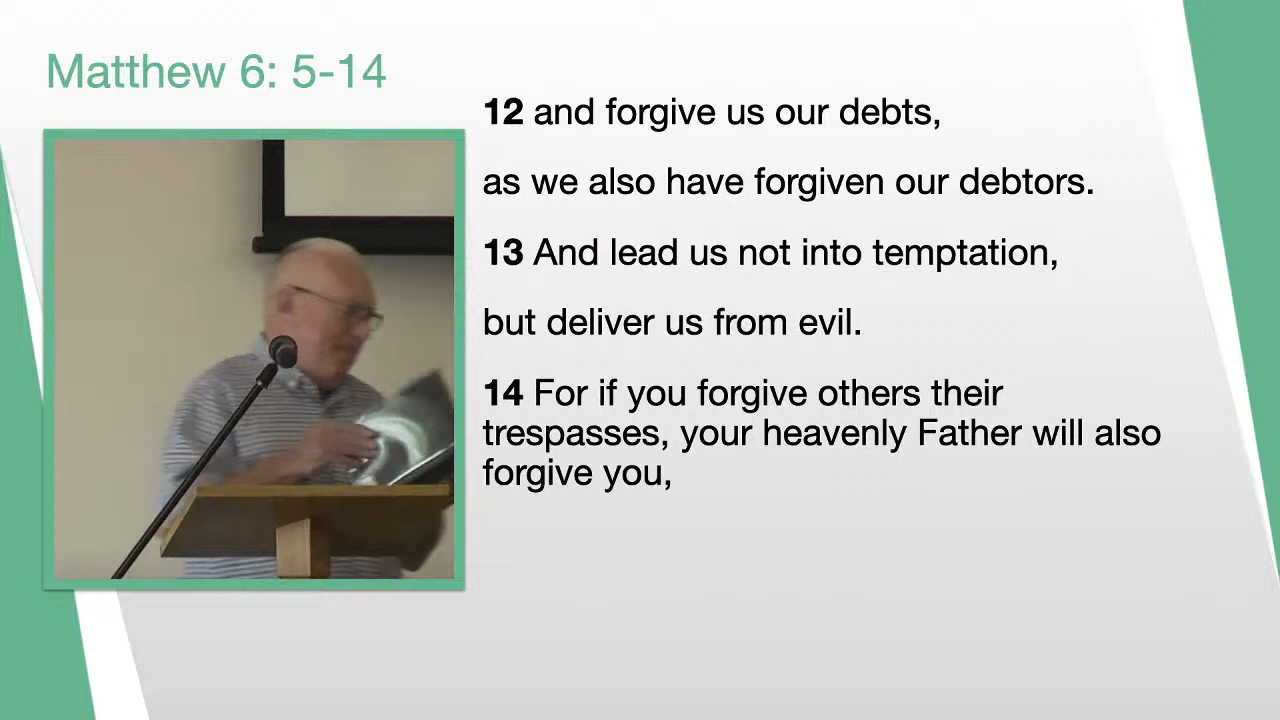 Matthew 6: 5-14
12 and forgive us our debts,
as we also have forgiven our debtors.
13 And lead us not into temptation,
but deliver us from evil.
14 For if you forgive others their
trespasses, your heavenly Father will also
forgive you,